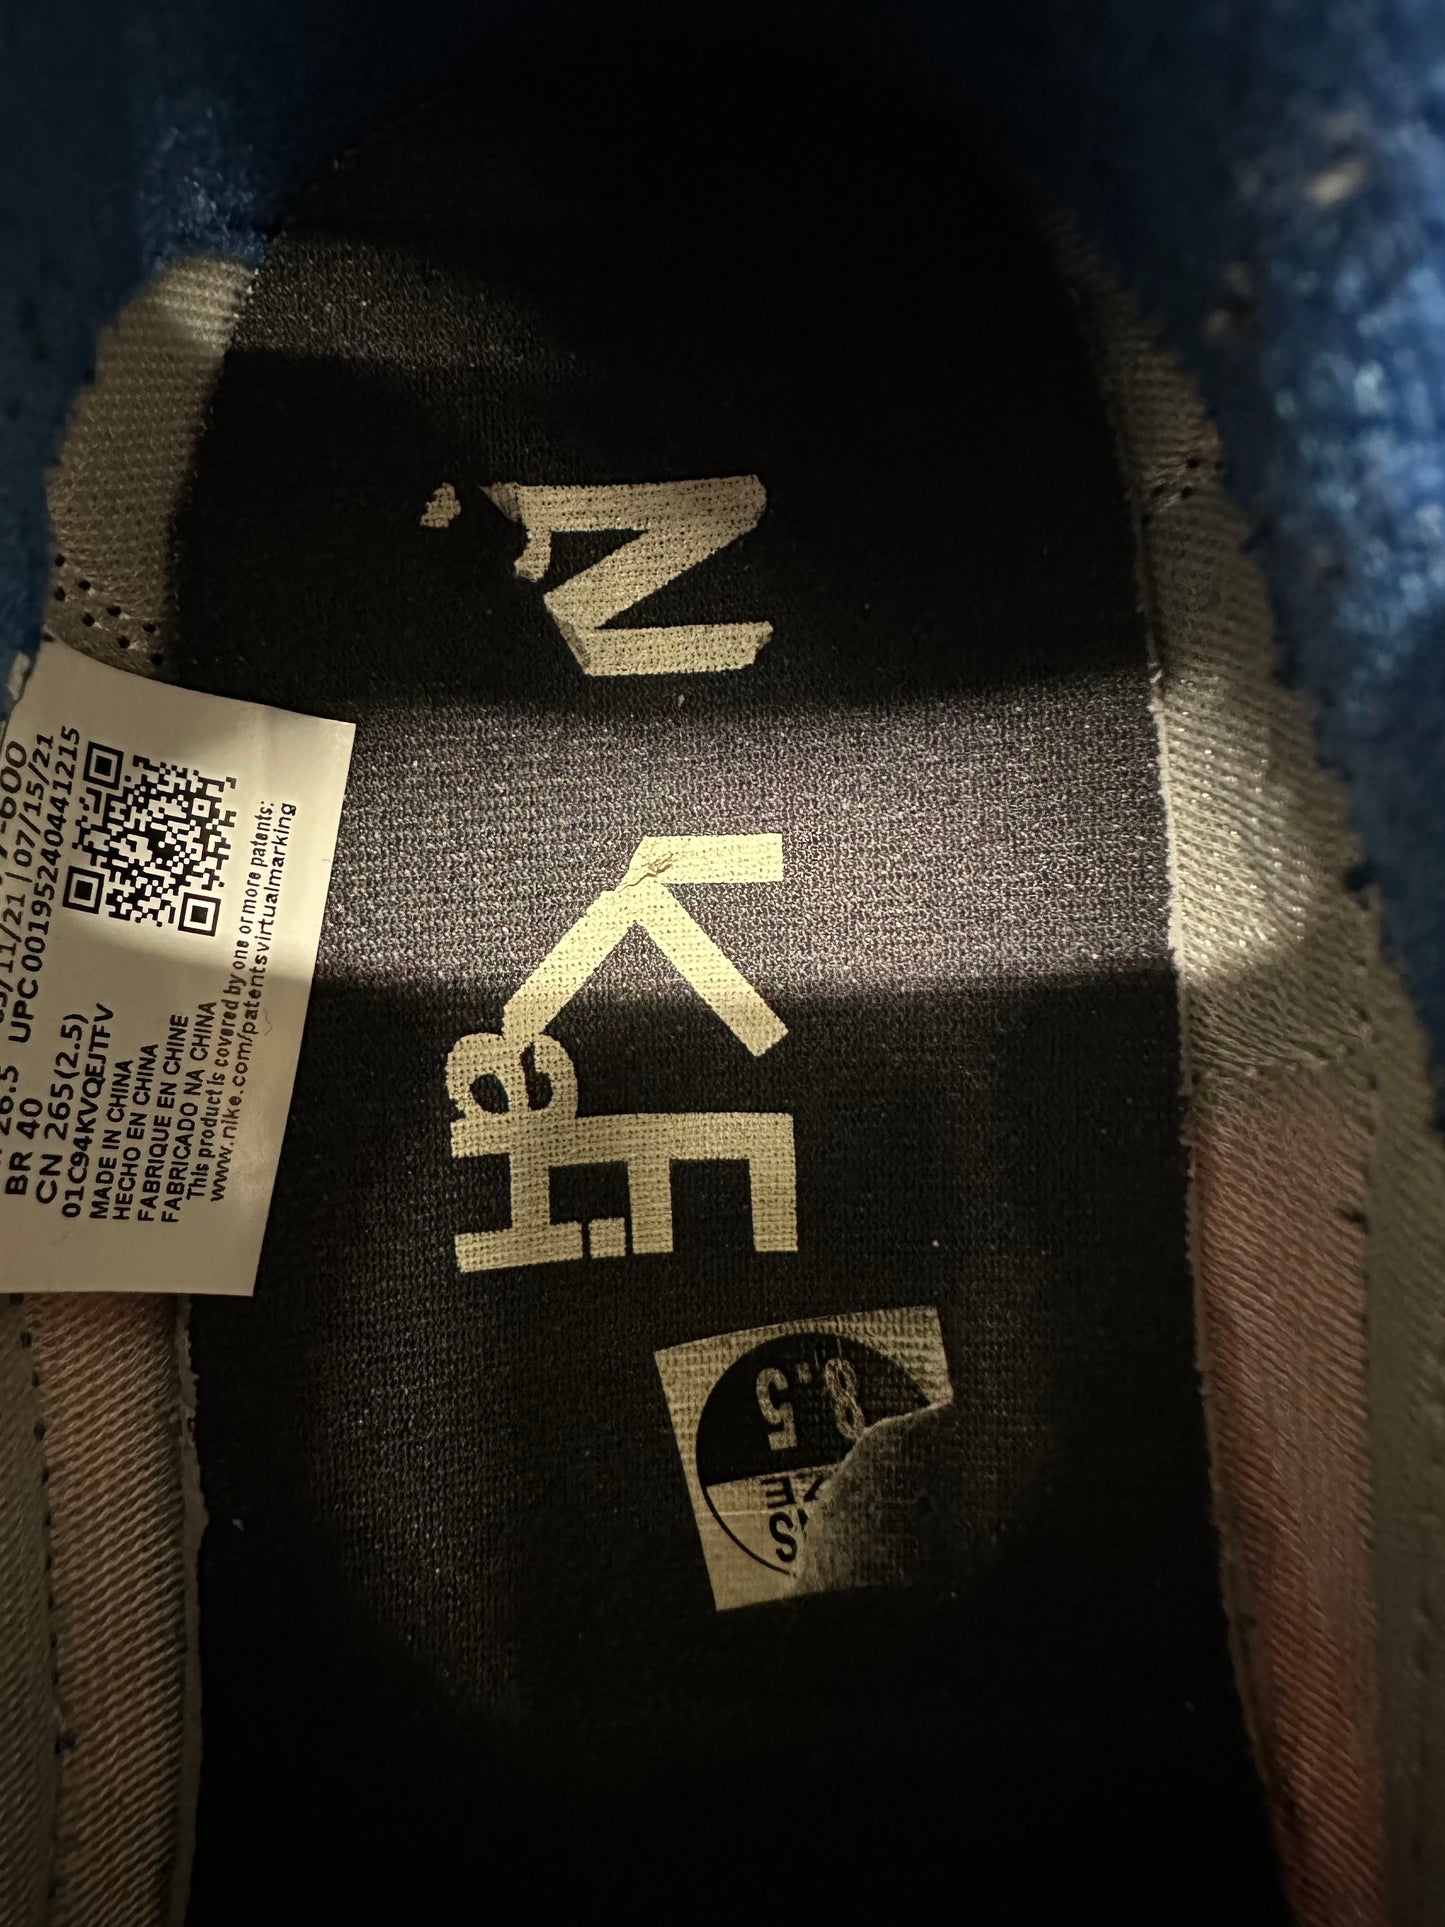 N KE
&
H:
8.5
-600
/11/21 | 07/15/21
26.5 UPC 00195240441215
BR 40
CN 265(2.5)
01C94KVQEJTFV
MADE IN CHINA
HECHO EN CHINA
FABRIQUE EN CHINE
FABRICADO NA CHINA
This product is covered by one or more patents:
www.nike.com/patentsvirtualmarking